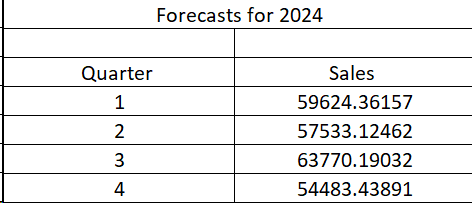 Forecasts for 2024
Quarter Sales
1 59624.36157
2 57533.12462
3 63770.19032
4 54483.43891